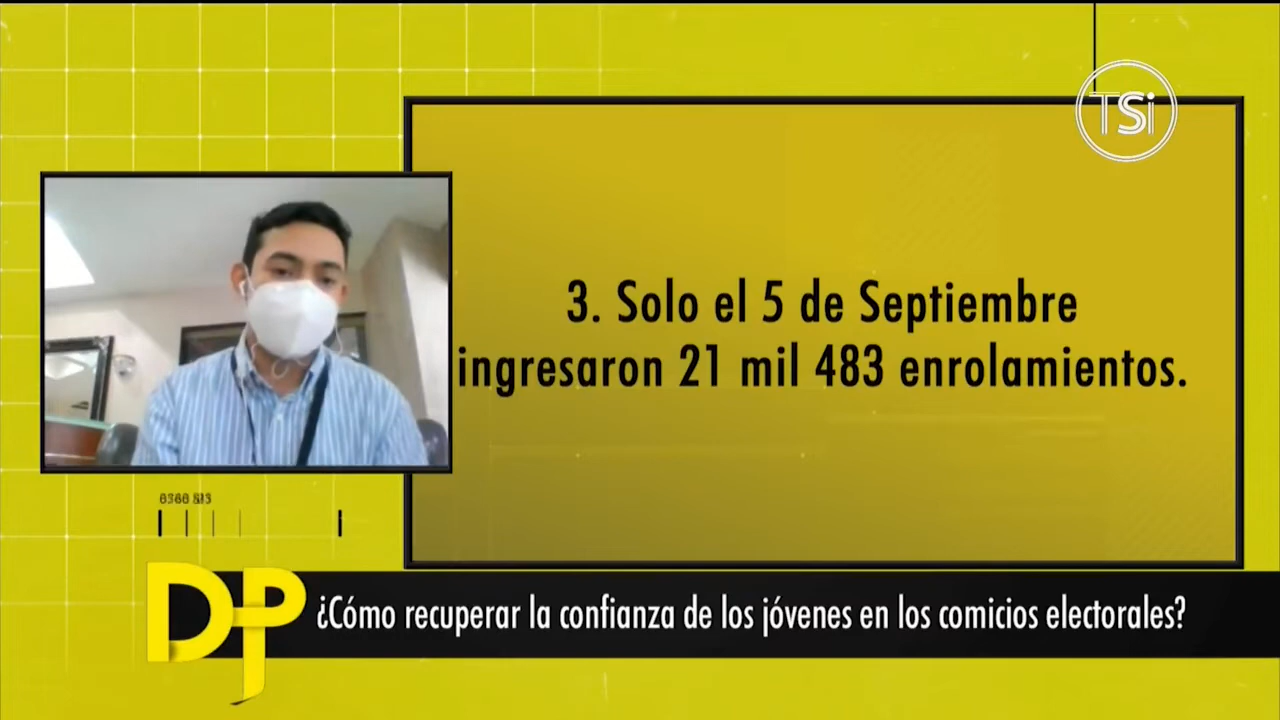 TSi
3. Solo el 5 de Septiembre
ingresaron 21 mil 483 enrolamientos.
DJP
¿Cómo recuperar la confianza de los jóvenes en los comicios electorales?